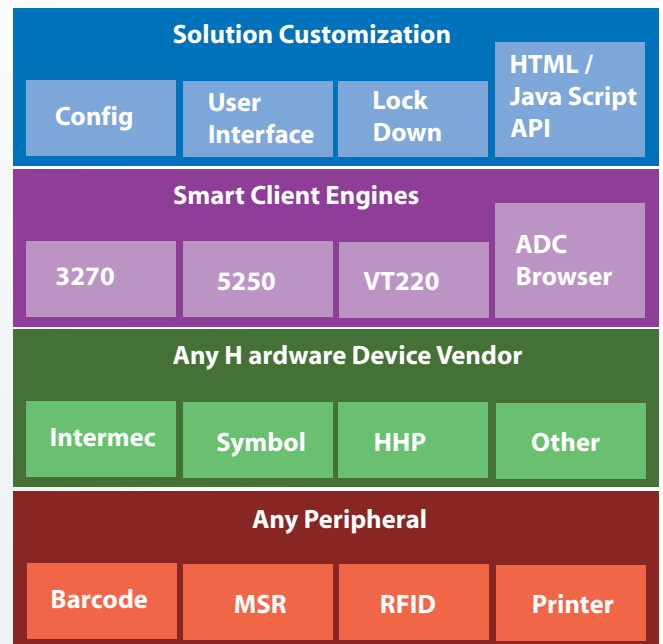 Solution Customization
Config
User
Interface
Lock
Down
HTML /
Java Script
API
Smart Client Engines
3270
5250
VT220
ADC
Browser
Any H ardware Device Vendor
Intermec
Symbol
HHP
Other
Any Peripheral
Barcode
MSR
RFID
Printer